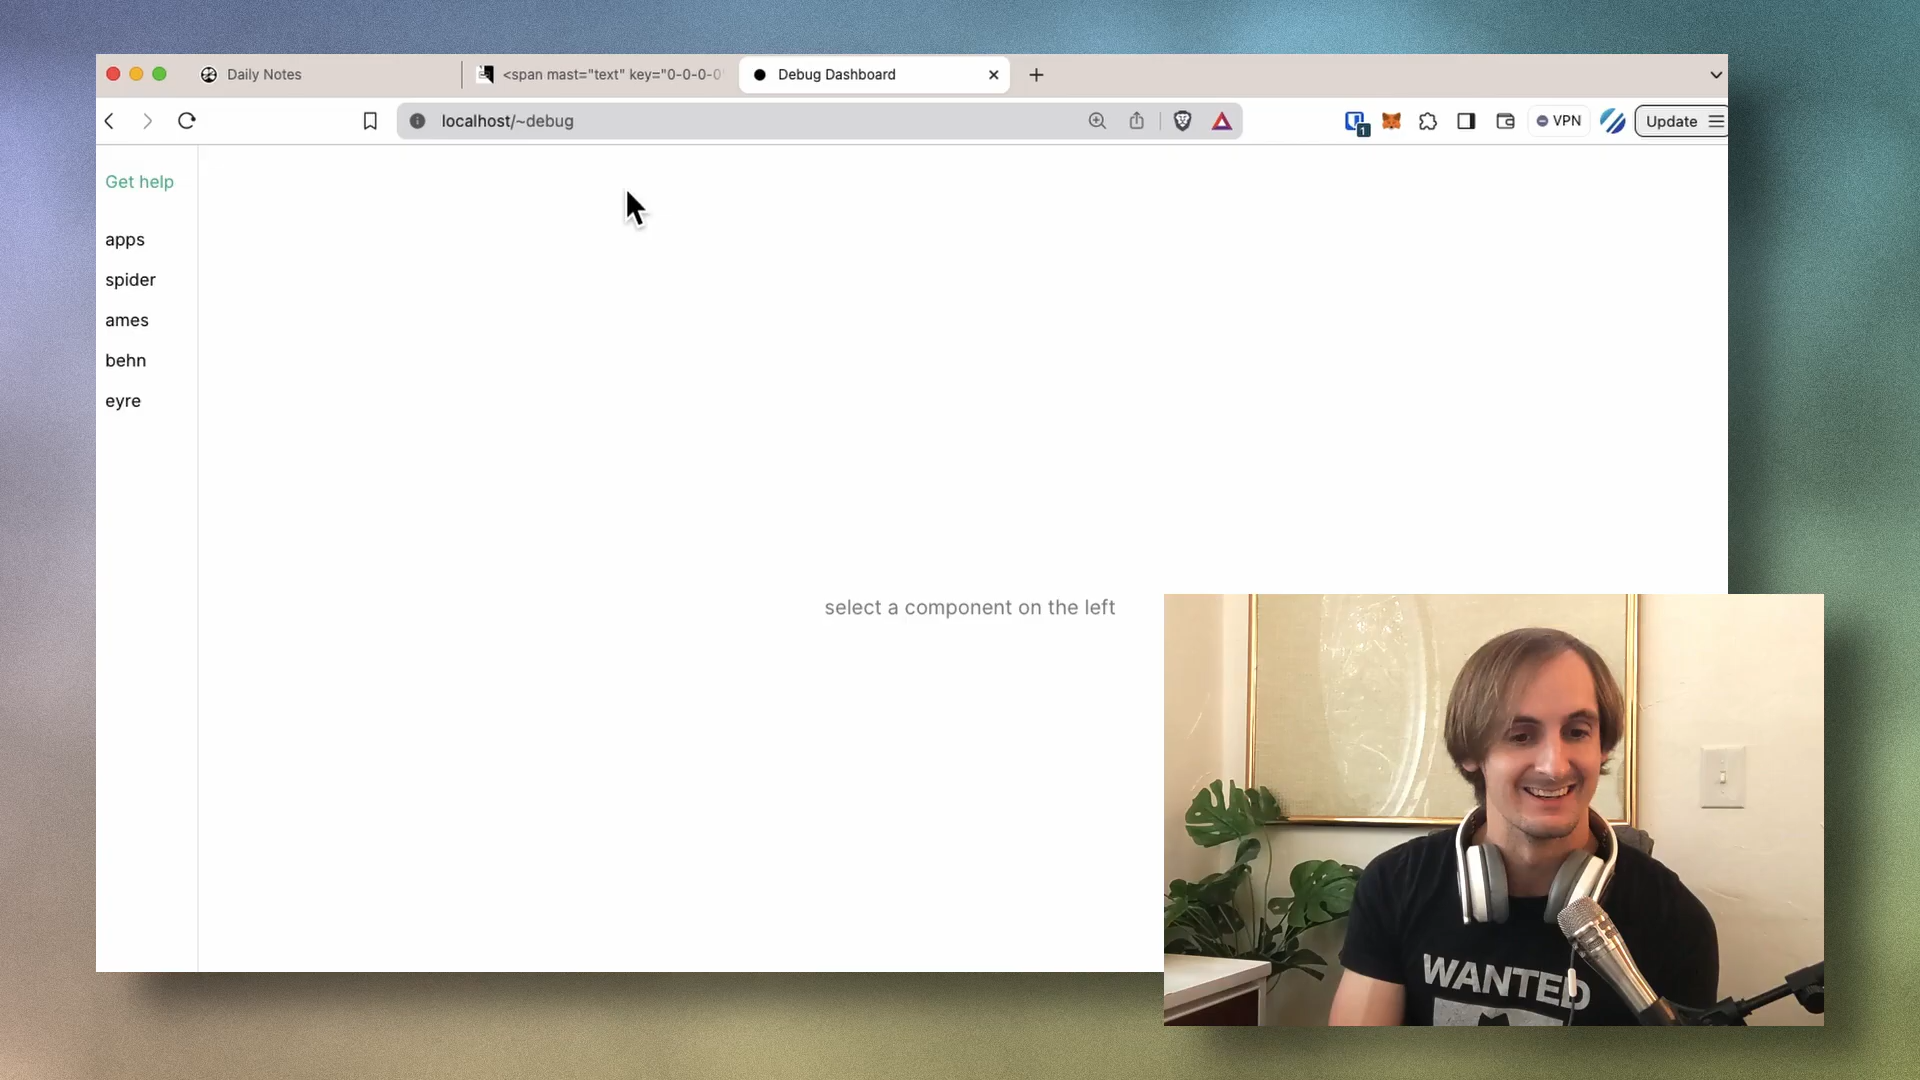 Daily Notes
<span mast="text" key="0-0-0-0"
Debug Dashboard
localhost/~debug
1
VPN
Update
Get help
apps
spider
ames
behn
eyre
select a component on the left
WANTED